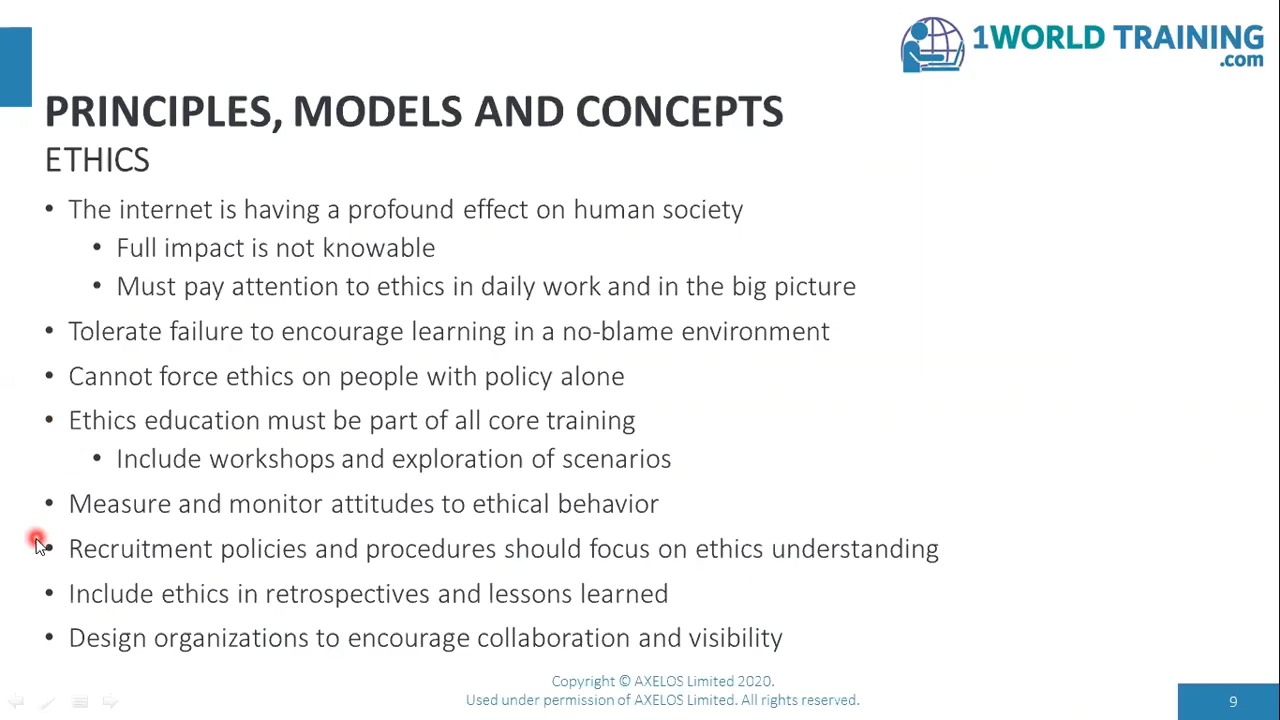 1WORLD TRAINING
.com
PRINCIPLES, MODELS AND CONCEPTS
ETHICS
• The internet is having a profound effect on human society
• Full impact is not knowable
• Must pay attention to ethics in daily work and in the big picture
• Tolerate failure to encourage learning in a no-blame environment
• Cannot force ethics on people with policy alone
• Ethics education must be part of all core training
• Include workshops and exploration of scenarios
• Measure and monitor attitudes to ethical behavior
• Recruitment policies and procedures should focus on ethics understanding
• Include ethics in retrospectives and lessons learned
• Design organizations to encourage collaboration and visibility
Copyright © AXELOS Limited 2020.
Used under permission of AXELOS Limited. All rights reserved.
9